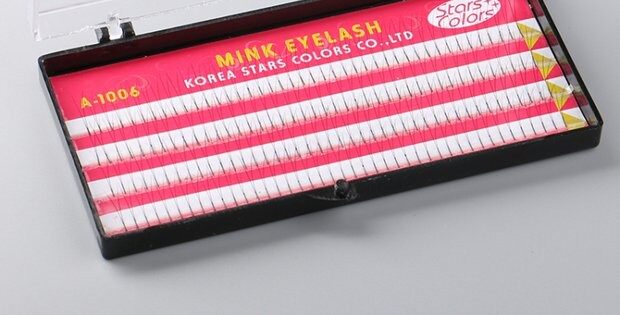 Stars +
Colors
MINK EYELASH
KOREA STARS COLORS CO.,LTD
A-1006